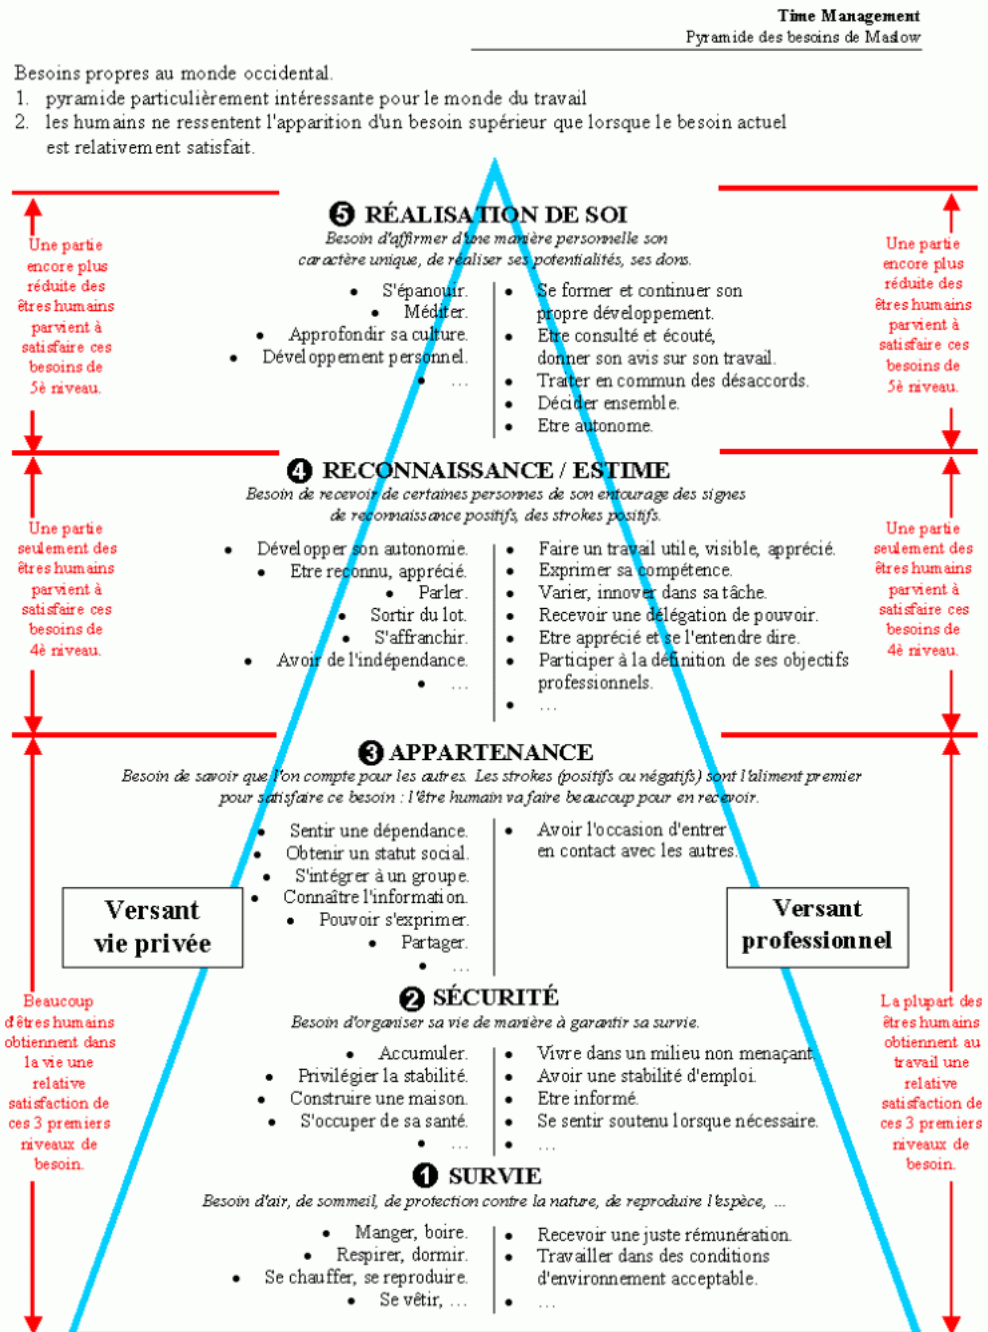 Time Management
Pyramide des besoins de Maslow
Besoins propres au monde occidental.
1. pyramide particulièrement intéressante pour le monde du travail
2. les humains ne ressentent l'apparition d'un besoin supérieur que lorsque le besoin actuel
est relativement satisfait.
❺ RÉALISATION DE SOI
Besoin d'affirmer d'une manière personnelle son
caractère unique, de réaliser ses potentialités, ses dons.
• S'épanouir.
• Méditer.
• Approfondir sa culture.
• Développement personnel.
• ...
• Se former et continuer son
propre développement.
• Etre consulté et écouté,
donner son avis sur son travail.
• Traiter en commun des désaccords.
• Décider ensemble.
• Etre autonome.
Une partie
encore plus
réduite des
êtres humains
parvient à
satisfaire ces
besoins de
5è niveau.
Une partie
encore plus
réduite des
êtres humains
parvient à
satisfaire ces
besoins de
5è niveau.
❹ RECONNAISSANCE / ESTIME
Besoin de recevoir de certaines personnes de son entourage des signes
de reconnaissance positifs, des strokes positifs.
• Développer son autonomie.
• Etre reconnu, apprécié.
• Parler.
• Sortir du lot.
• S'affranchir.
• Avoir de l'indépendance.
• ...
• Faire un travail utile, visible, apprécié.
• Exprimer sa compétence.
• Varier, innover dans sa tâche.
• Recevoir une délégation de pouvoir.
• Etre apprécié et se l'entendre dire.
• Participer à la définition de ses objectifs
professionnels.
• ...
Une partie
seulement des
êtres humains
parvient à
satisfaire ces
besoins de
4è niveau.
Une partie
seulement des
êtres humains
parvient à
satisfaire ces
besoins de
4è niveau.
❸ APPARTENANCE
Besoin de savoir que l'on compte pour les autres. Les strokes (positifs ou négatifs) sont l'aliment premier
pour satisfaire ce besoin : l'être humain va faire beaucoup pour en recevoir.
• Sentir une dépendance.
• Obtenir un statut social.
• S'intégrer à un groupe.
• Connaître l'information.
• Pouvoir s'exprimer.
• Partager.
• ...
• Avoir l'occasion d'entrer
en contact avec les autres.
Versant
vie privée
Versant
professionnel
❷ SÉCURITÉ
Besoin d'organiser sa vie de manière à garantir sa survie.
• Accumuler.
• Privilégier la stabilité.
• Construire une maison.
• S'occuper de sa santé.
• ...
• Vivre dans un milieu non menaçant.
• Avoir une stabilité d'emploi.
• Etre informé.
• Se sentir soutenu lorsque nécessaire.
• ...
Beaucoup
d'êtres humains
obtiennent dans
la vie une
relative
satisfaction de
ces 3 premiers
niveaux de
besoin.
La plupart des
êtres humains
obtiennent au
travail une
relative
satisfaction de
ces 3 premiers
niveaux de
besoin.
❶ SURVIE
Besoin d'air, de sommeil, de protection contre la nature, de reproduire l'espèce, ...
• Manger, boire.
• Respirer, dormir.
• Se chauffer, se reproduire.
• Se vêtir, ...
• Recevoir une juste rémunération.
• Travailler dans des conditions
d'environnement acceptable.
• ...